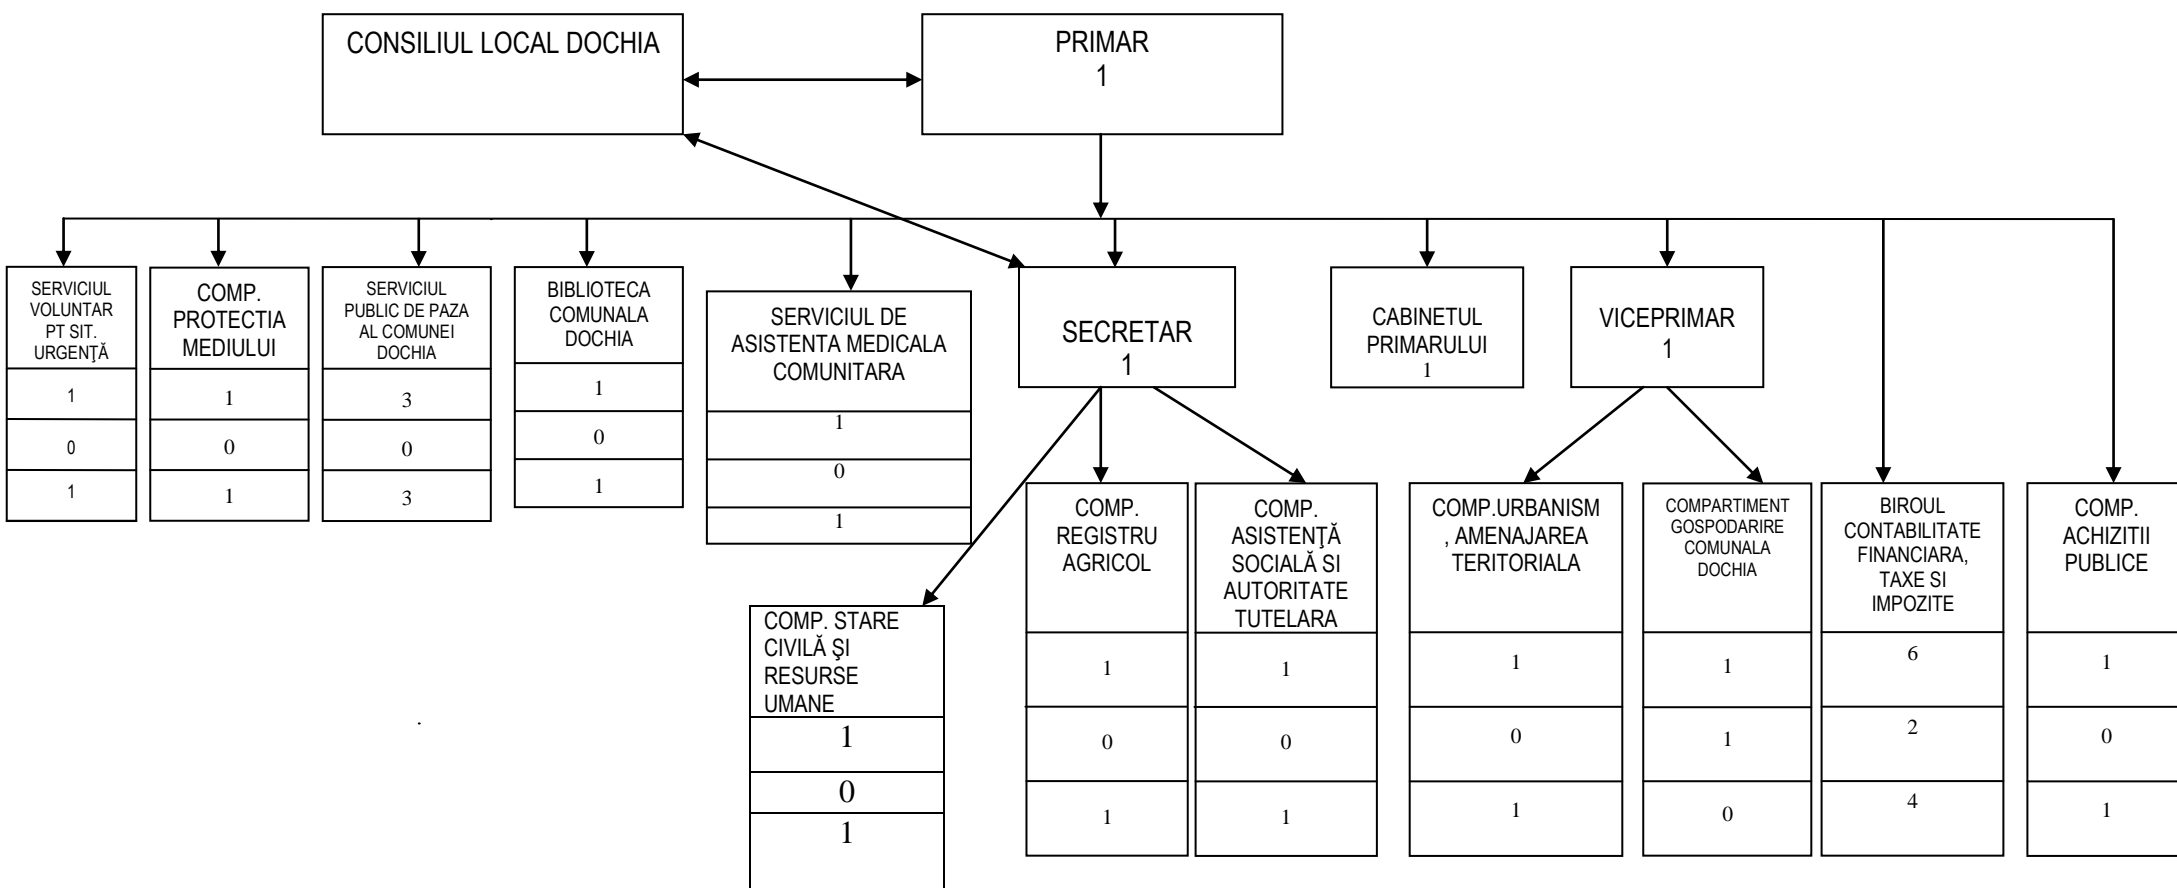 CONSILIUL LOCAL DOCHIA
PRIMAR
1
SERVICIUL
VOLUNTAR
PT SIT.
URGENŢĂ
1
0
1
COMP.
PROTECTIA
MEDIULUI
1
0
1
SERVICIUL
PUBLIC DE PAZA
AL COMUNEI
DOCHIA
3
0
3
BIBLIOTECA
COMUNALA
DOCHIA
1
0
1
SERVICIUL DE
ASISTENTA MEDICALA
COMUNITARA
1
0
1
SECRETAR
1
CABINETUL
PRIMARULUI
1
VICEPRIMAR
1
COMP. STARE
CIVILĂ ŞI
RESURSE
UMANE
1
0
1
COMP.
REGISTRU
AGRICOL
1
0
1
COMP.
ASISTENŢĂ
SOCIALĂ SI
AUTORITATE
TUTELARA
1
0
1
COMP.URBANISM
, AMENAJAREA
TERITORIALA
1
0
1
COMPARTIMENT
GOSPODARIRE
COMUNALA
DOCHIA
1
1
0
BIROUL
CONTABILITATE
FINANCIARA,
TAXE SI
IMPOZITE
6
2
4
COMP.
ACHIZITII
PUBLICE
1
0
1